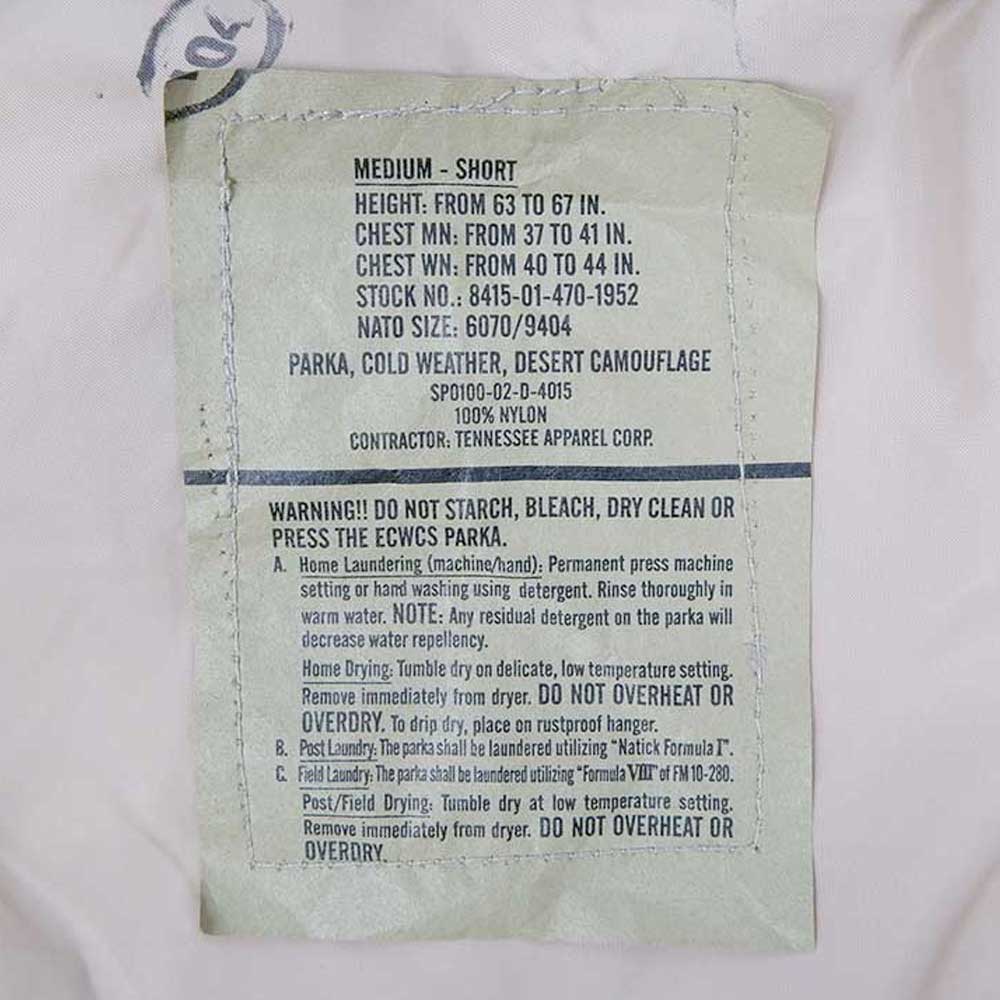 MEDIUM - SHORT
HEIGHT: FROM 63 TO 67 IN.
CHEST MN: FROM 37 TO 41 IN.
CHEST WN: FROM 40 TO 44 IN.
STOCK NO.: 8415-01-470-1952
NATO SIZE: 6070/9404
PARKA, COLD WEATHER, DESERT CAMOUFLAGE
SP0100-02-D-4015
100% NYLON
CONTRACTOR: TENNESSEE APPAREL CORP.
WARNING!! DO NOT STARCH, BLEACH, DRY CLEAN OR
PRESS THE ECWCS PARKA.
A. Home Laundering (machine/hand): Permanent press machine
setting or hand washing using detergent. Rinse thoroughly in
warm water. NOTE: Any residual detergent on the parka will
decrease water repellency.
Home Drying: Tumble dry on delicate, low temperature setting.
Remove immediately from dryer. DO NOT OVERHEAT OR
OVERDRY. To drip dry, place on rustproof hanger.
B. Post Laundry: The parka shall be laundered utilizing "Natick Formula I".
C. Field Laundry: The parka shall be laundered utilizing "Formula VIII" of FM 10-280.
Post/Field Drying: Tumble dry at low temperature setting.
Remove immediately from dryer. DO NOT OVERHEAT OR
OVERDRY.